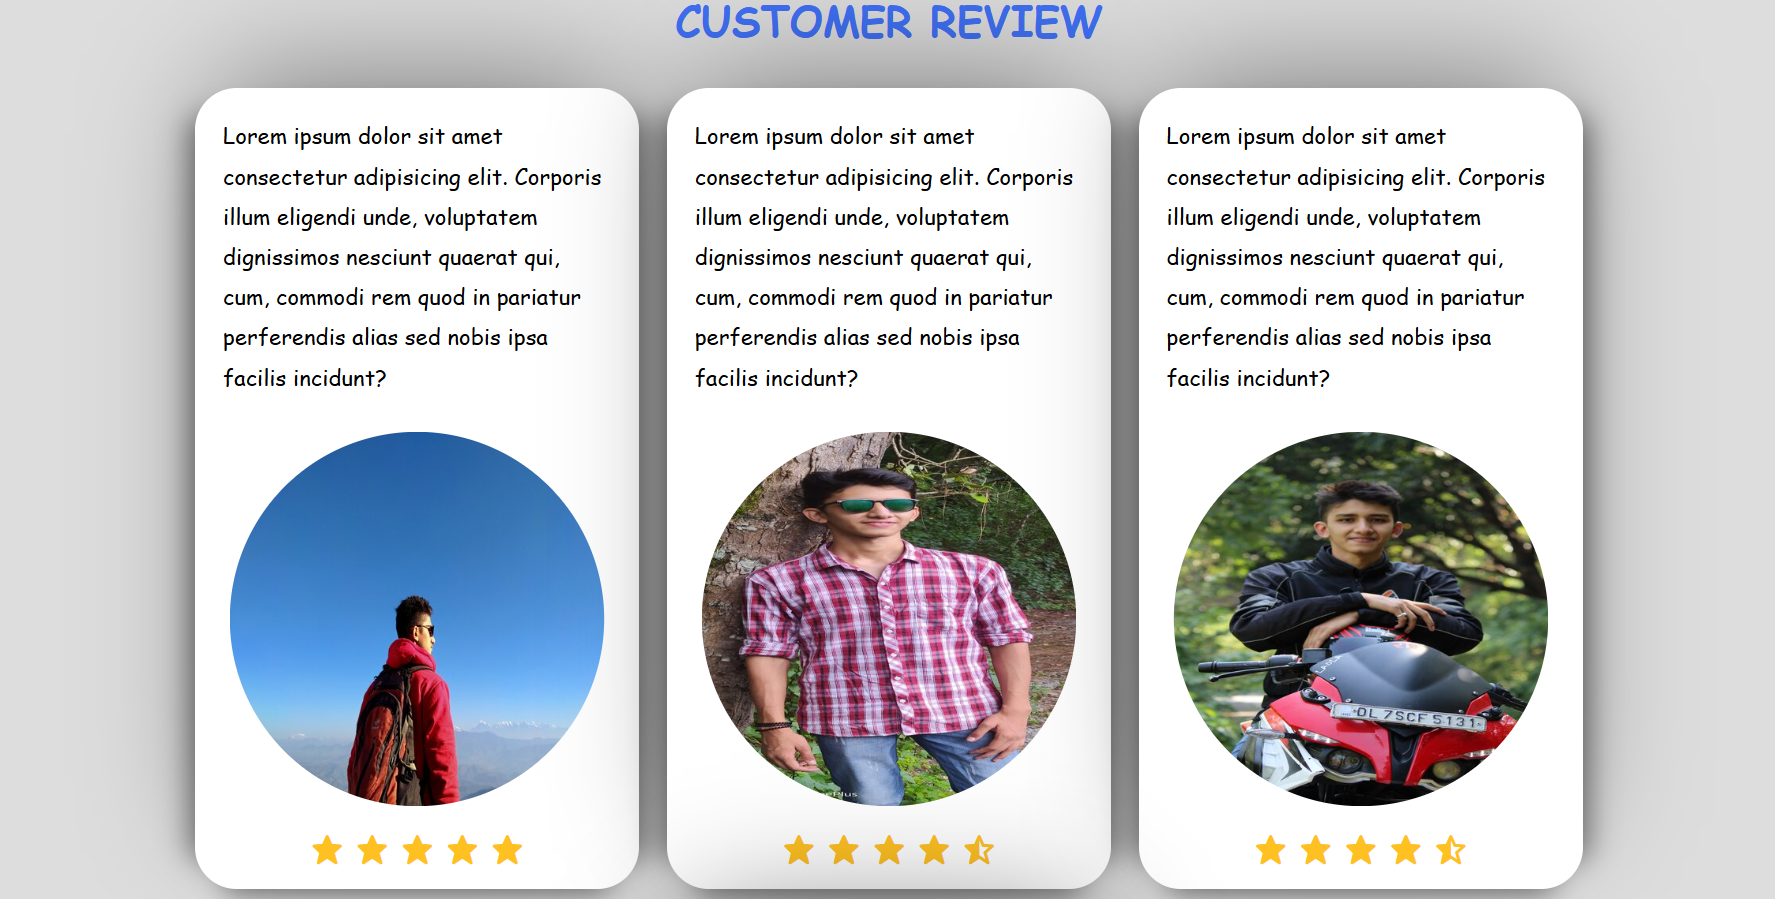 CUSTOMER REVIEW
Lorem ipsum dolor sit amet
consectetur adipisicing elit. Corporis
illum eligendi unde, voluptatem
dignissimos nesciunt quaerat qui,
cum, commodi rem quod in pariatur
perferendis alias sed nobis ipsa
facilis incidunt?
Lorem ipsum dolor sit amet
consectetur adipisicing elit. Corporis
illum eligendi unde, voluptatem
dignissimos nesciunt quaerat qui,
cum, commodi rem quod in pariatur
perferendis alias sed nobis ipsa
facilis incidunt?
Lorem ipsum dolor sit amet
consectetur adipisicing elit. Corporis
illum eligendi unde, voluptatem
dignissimos nesciunt quaerat qui,
cum, commodi rem quod in pariatur
perferendis alias sed nobis ipsa
facilis incidunt?
DL 7SCF 5131